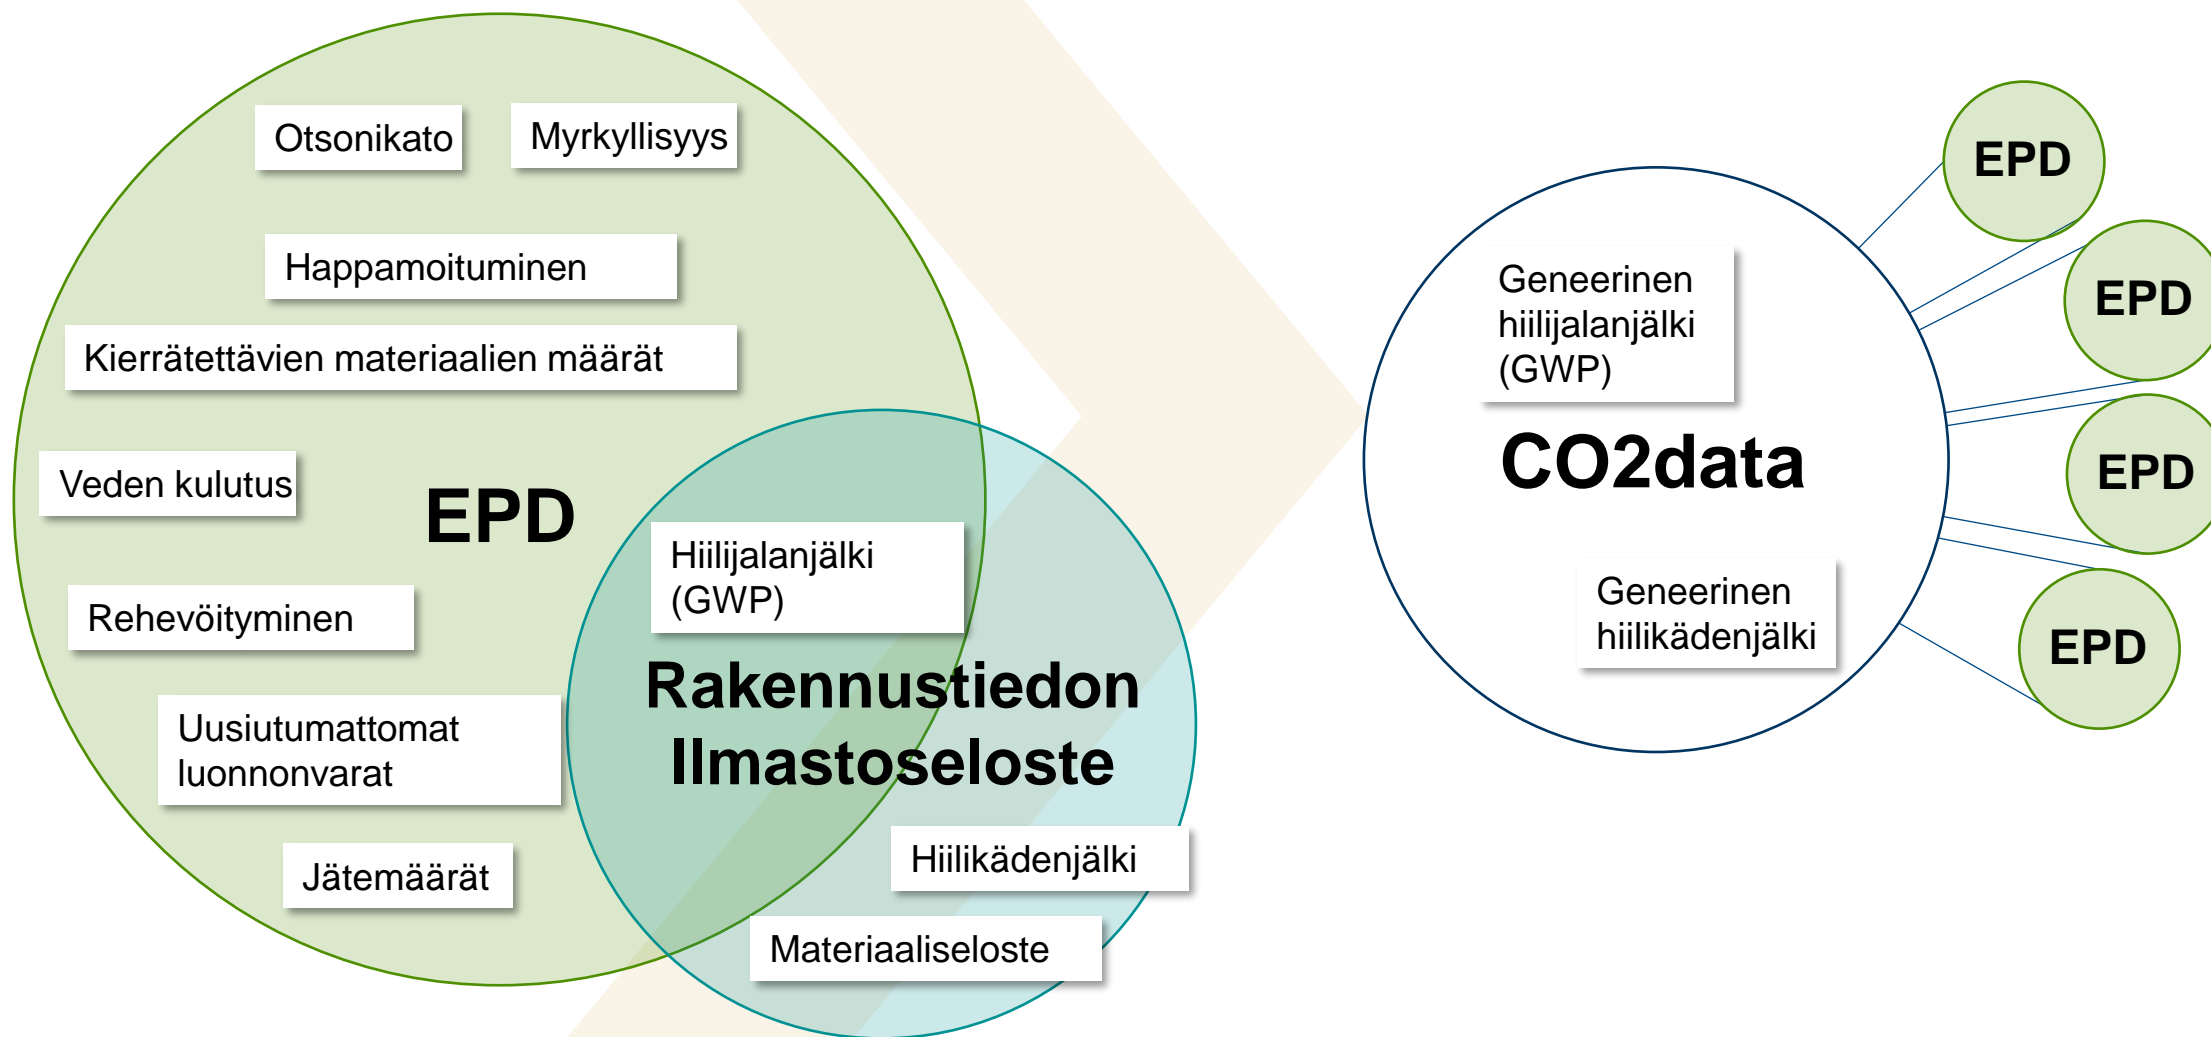 Otsonikato
Myrkyllisyys
Happamoituminen
Kierrätettävien materiaalien määrät
Veden kulutus
EPD
Rehevöityminen
Uusiutumattomat
luonnonvarat
Jätemäärät
Hiilijalanjälki
(GWP)
Rakennustiedon
Ilmastoseloste
Hiilikädenjälki
Materiaaliseloste
Geneerinen
hiilijalanjälki
(GWP)
CO2data
Geneerinen
hiilikädenjälki
EPD
EPD
EPD
EPD